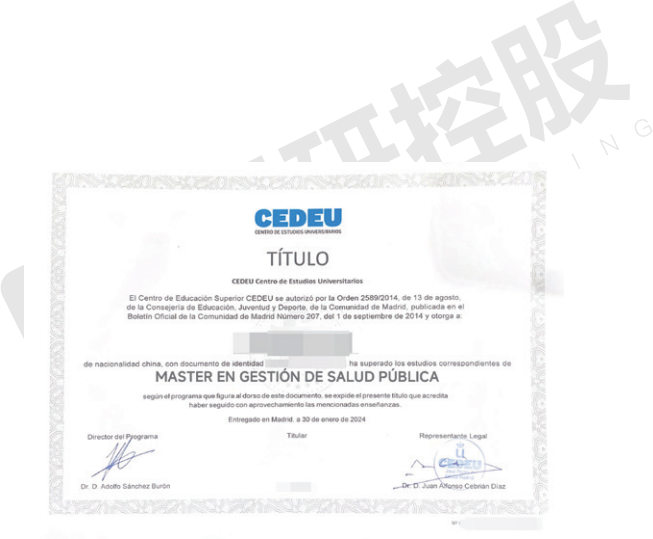 研控股
ING
CEDEU
CENTRO DE ESTUDIOS UNIVERSITARIOS
TÍTULO
CEDEU Centro de Estudios Universitarios
El Centro de Educación Superior CEDEU se autorizó por la Orden 2589/2014, de 13 de agosto,
de la Consejería de Educación, Juventud y Deporte, de la Comunidad de Madrid, publicada en el
Boletín Oficial de la Comunidad de Madrid Número 207, del 1 de septiembre de 2014 y otorga a:
de nacionalidad china, con documento de identidad ha superado los estudios correspondientes de
MASTER EN GESTIÓN DE SALUD PÚBLICA
según el programa que figura al dorso de este documento, se expide el presente título que acredita
haber seguido con aprovechamiento las mencionadas enseñanzas.
Entregado en Madrid, a 30 de enero de 2024
Director del Programa Titular Representante Legal
CEDEU
Dr. D. Adolfo Sánchez Burón Dr. D. Juan Alfonso Cebrián Díaz
Nº